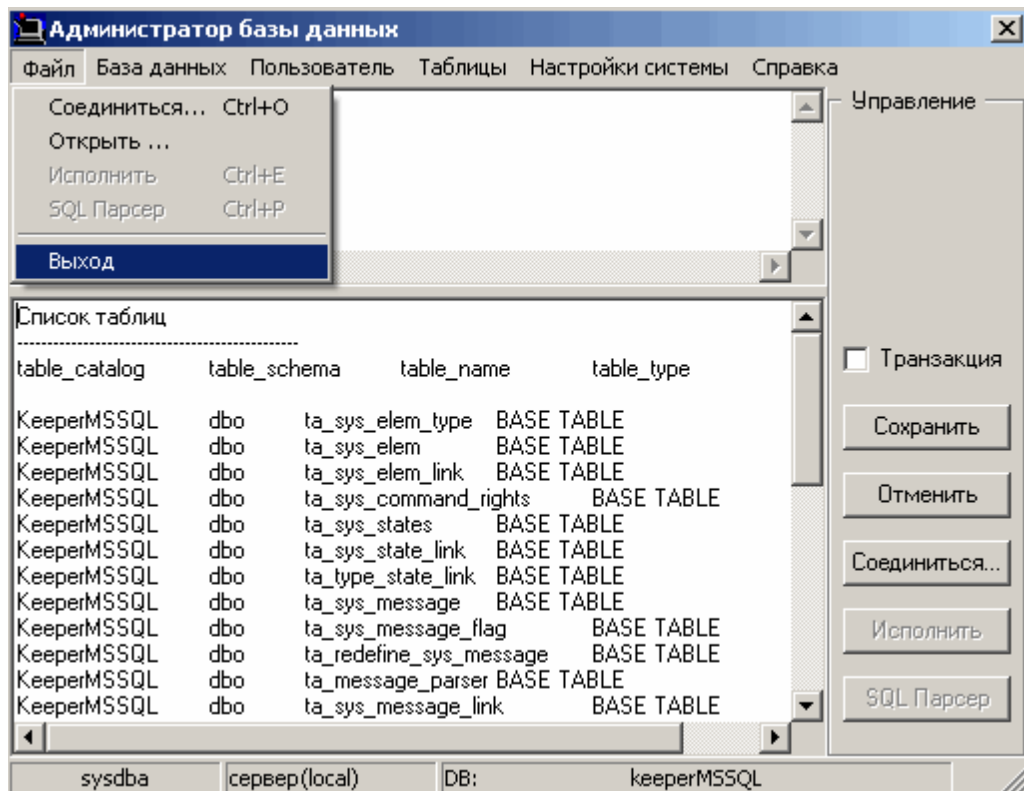 Администратор базы данных
Файл База данных Пользователь Таблицы Настройки системы Справка
Соединиться... Ctrl+O
Открыть ...
Исполнить Ctrl+E
SQL Парсер Ctrl+P
Выход
Управление
Список таблиц
-----------------------------------------------
table_catalog table_schema table_name table_type
KeeperMSSQL dbo ta_sys_elem_type BASE TABLE
KeeperMSSQL dbo ta_sys_elem BASE TABLE
KeeperMSSQL dbo ta_sys_elem_link BASE TABLE
KeeperMSSQL dbo ta_sys_command_rights BASE TABLE
KeeperMSSQL dbo ta_sys_states BASE TABLE
KeeperMSSQL dbo ta_sys_state_link BASE TABLE
KeeperMSSQL dbo ta_type_state_link BASE TABLE
KeeperMSSQL dbo ta_sys_message BASE TABLE
KeeperMSSQL dbo ta_sys_message_flag BASE TABLE
KeeperMSSQL dbo ta_redefine_sys_message BASE TABLE
KeeperMSSQL dbo ta_message_parser BASE TABLE
KeeperMSSQL dbo ta_sys_message_link BASE TABLE
Транзакция
Сохранить
Отменить
Соединиться...
Исполнить
SQL Парсер
sysdba сервер(local) DB: keeperMSSQL